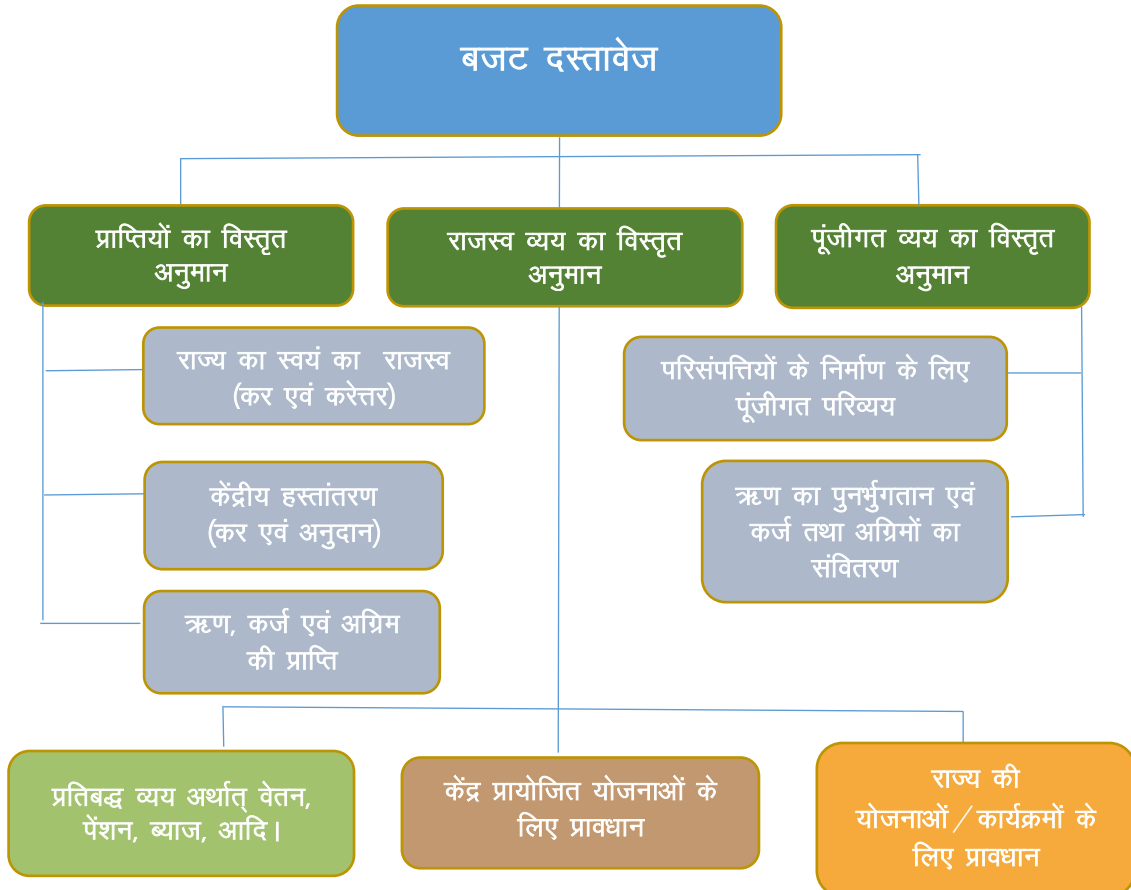 बजट दस्तावेज
प्राप्तियों का विस्तृत
अनुमान
राजस्व व्यय का विस्तृत
अनुमान
पूंजीगत व्यय का विस्तृत
अनुमान
राज्य का स्वयं का राजस्व
(कर एवं करेत्तर)
केंद्रीय हस्तांतरण
(कर एवं अनुदान)
ऋण, कर्ज एवं अग्रिम
की प्राप्ति
परिसंपत्तियों के निर्माण के लिए
पूंजीगत परिव्यय
ऋण का पुनर्भुगतान एवं
कर्ज तथा अग्रिमों का
संवितरण
प्रतिबद्ध व्यय अर्थात् वेतन,
पेंशन, ब्याज, आदि।
केंद्र प्रायोजित योजनाओं के
लिए प्रावधान
राज्य की
योजनाओं/कार्यक्रमों के
लिए प्रावधान